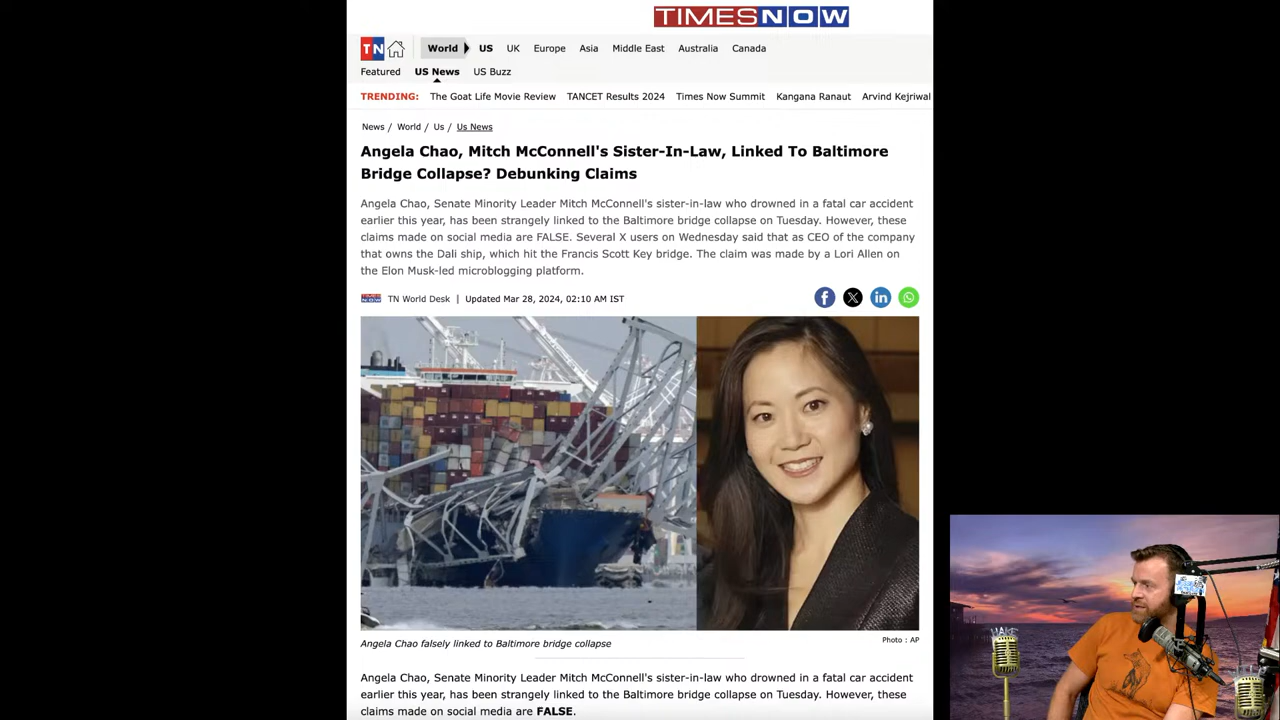 TIMESNOW
TN World US UK Europe Asia Middle East Australia Canada
Featured US News US Buzz
TRENDING: The Goat Life Movie Review TANCET Results 2024 Times Now Summit Kangana Ranaut Arvind Kejriwal
News / World / Us / Us News
Angela Chao, Mitch McConnell's Sister-In-Law, Linked To Baltimore
Bridge Collapse? Debunking Claims
Angela Chao, Senate Minority Leader Mitch McConnell's sister-in-law who drowned in a fatal car accident
earlier this year, has been strangely linked to the Baltimore bridge collapse on Tuesday. However, these
claims made on social media are FALSE. Several X users on Wednesday said that as CEO of the company
that owns the Dali ship, which hit the Francis Scott Key bridge. The claim was made by a Lori Allen on
the Elon Musk-led microblogging platform.
TIMES NOW TN World Desk | Updated Mar 28, 2024, 02:10 AM IST
Photo : AP
Angela Chao falsely linked to Baltimore bridge collapse
Angela Chao, Senate Minority Leader Mitch McConnell's sister-in-law who drowned in a fatal car accident
earlier this year, has been strangely linked to the Baltimore bridge collapse on Tuesday. However, these
claims made on social media are FALSE.